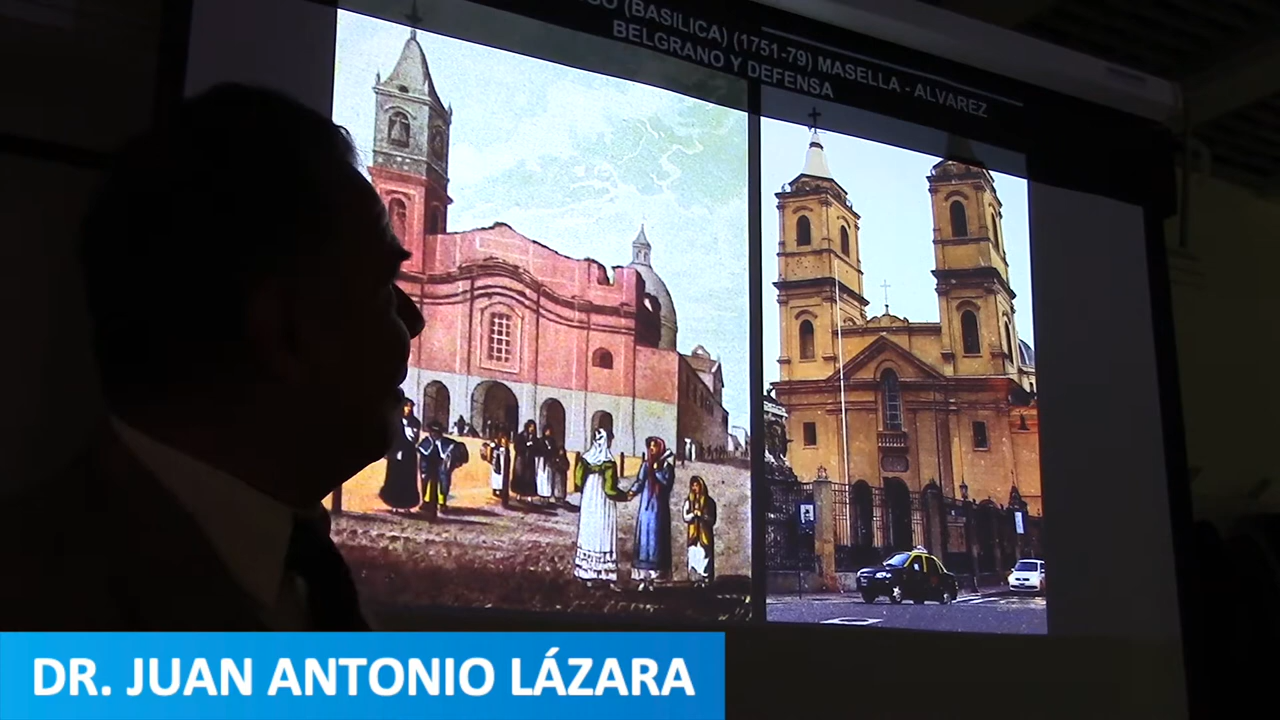 (BASILICA) (1751-79) MASELLA - ALVAREZ
BELGRANO Y DEFENSA
DR. JUAN ANTONIO LÁZARA